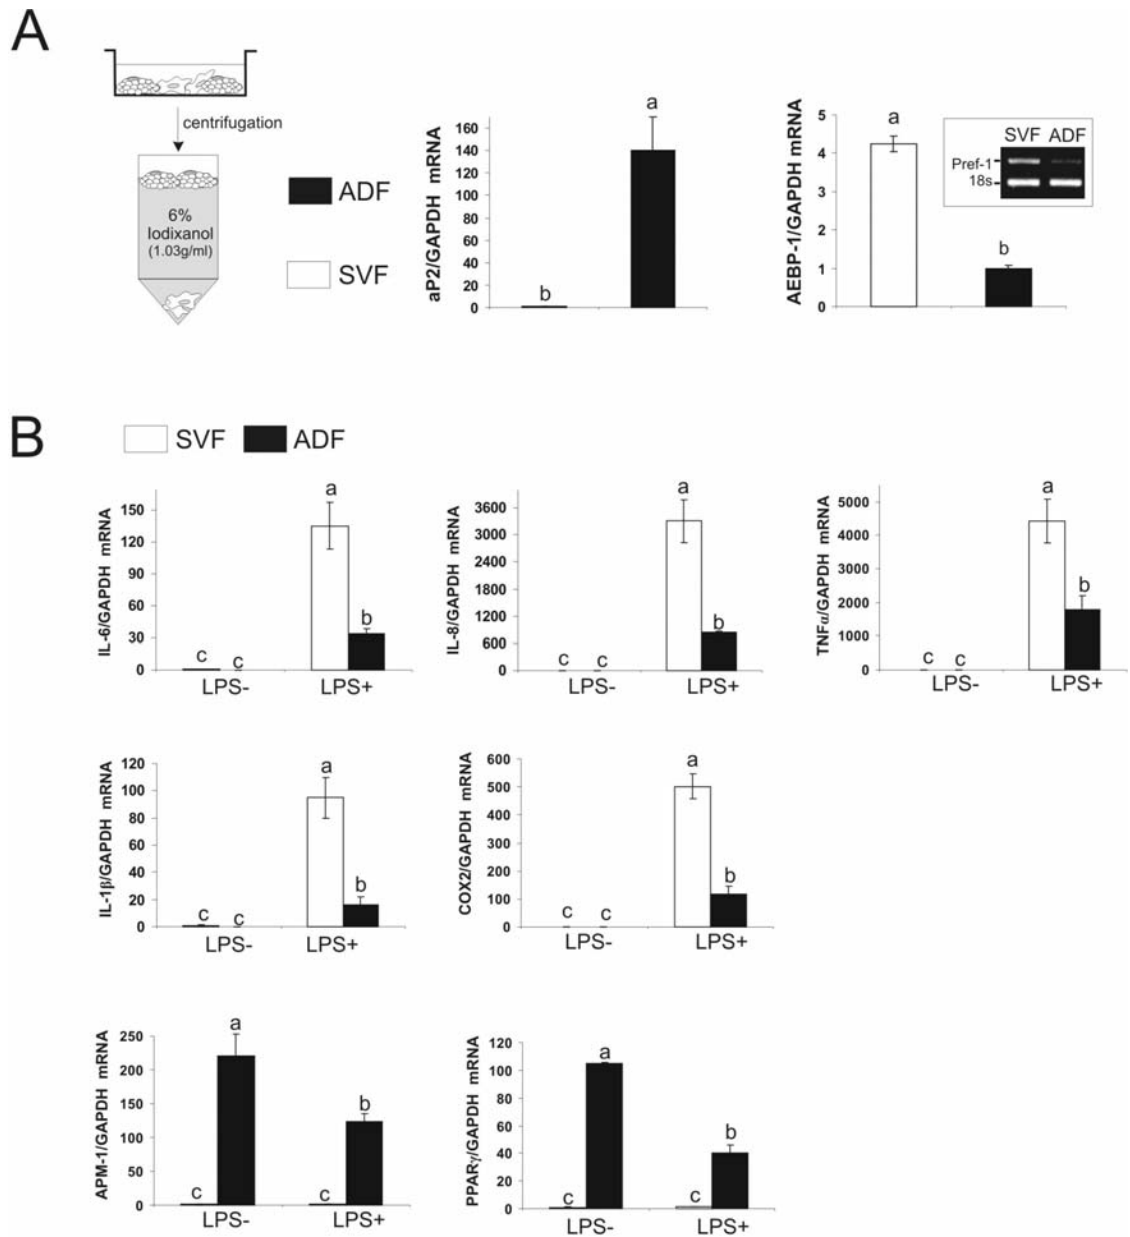 A
centrifugation
6%
Iodixanol
(1.03g/ml)
ADF
SVF
aP2/GAPDH mRNA
160
140
120
100
80
60
40
20
0
b
a
AEBP-1/GAPDH mRNA
5
4
3
2
1
0
a
b
SVF ADF
Pref-1
18s
B
SVF ADF
IL-6/GAPDH mRNA
150
120
90
60
30
0
c c
a
b
LPS- LPS+
IL-8/GAPDH mRNA
3600
3000
2400
1800
1200
600
0
c c
a
b
LPS- LPS+
TNFα/GAPDH mRNA
5000
4000
3000
2000
1000
0
c c
a
b
LPS- LPS+
IL-1β/GAPDH mRNA
120
100
80
60
40
20
0
c c
a
b
LPS- LPS+
COX2/GAPDH mRNA
600
500
400
300
200
100
0
c c
a
b
LPS- LPS+
APM-1/GAPDH mRNA
250
200
150
100
50
0
c
a
c
b
LPS- LPS+
PPARγ/GAPDH mRNA
120
100
80
60
40
20
0
c
a
c
b
LPS- LPS+